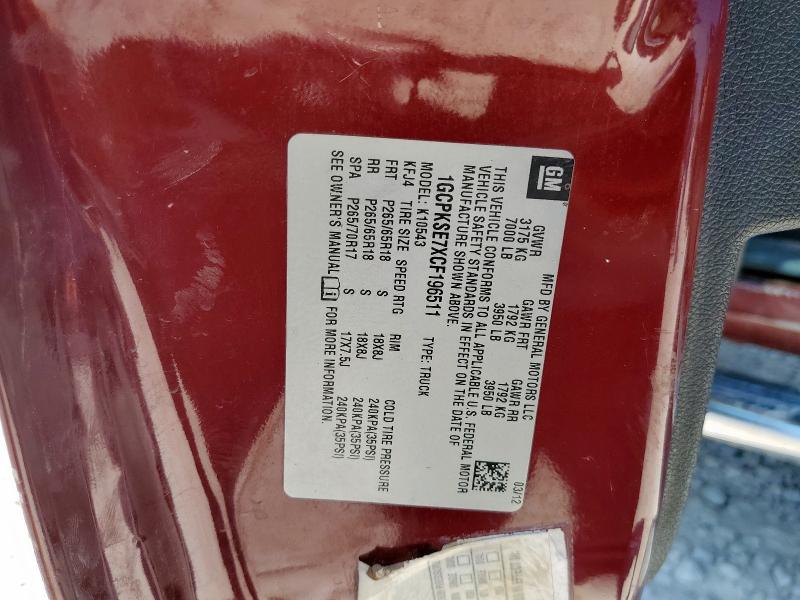 GM
MFD BY GENERAL MOTORS LLC
03/12
GVWR GAWR FRT GAWR RR
3175 KG 1792 KG 1792 KG
7000 LB 3950 LB 3950 LB
THIS VEHICLE CONFORMS TO ALL APPLICABLE U.S. FEDERAL MOTOR
VEHICLE SAFETY STANDARDS IN EFFECT ON THE DATE OF
MANUFACTURE SHOWN ABOVE.
1GCPKSE7XCF196511 TYPE: TRUCK
MODEL: K10543
KFJ4 TIRE SIZE SPEED RTG RIM COLD TIRE PRESSURE
FRT P265/65R18 S 18X8J 240KPA(35PSI)
RR P265/65R18 S 18X8J 240KPA(35PSI)
SPA P265/70R17 S 17X7.5J 240KPA(35PSI)
SEE OWNER'S MANUAL FOR MORE INFORMATION.